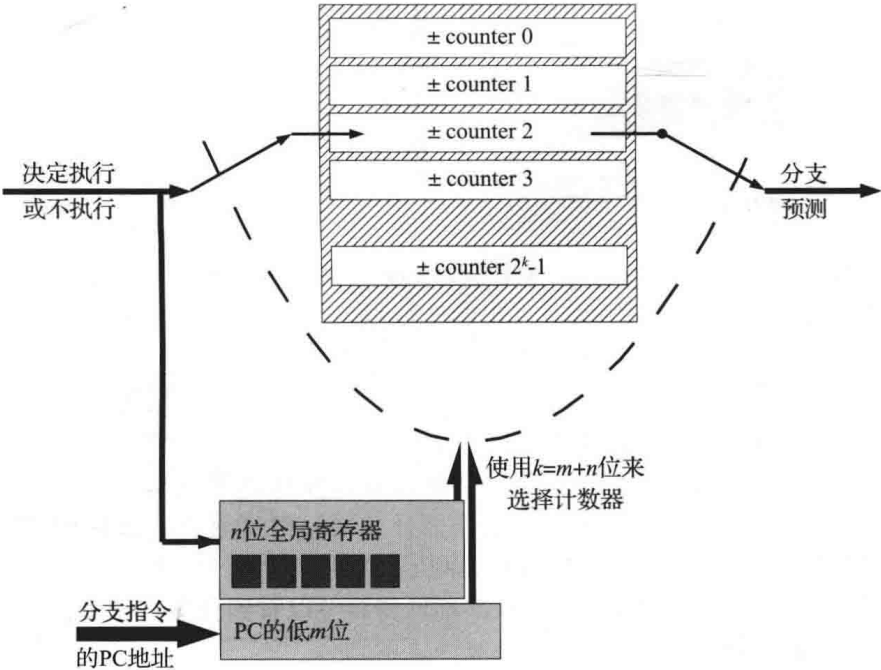 ± counter 0
± counter 1
± counter 2
± counter 3
± counter 2ᵏ-1
决定执行
或不执行
分支
预测
使用k=m+n位来
选择计数器
n位全局寄存器
分支指令
的PC地址
PC的低m位